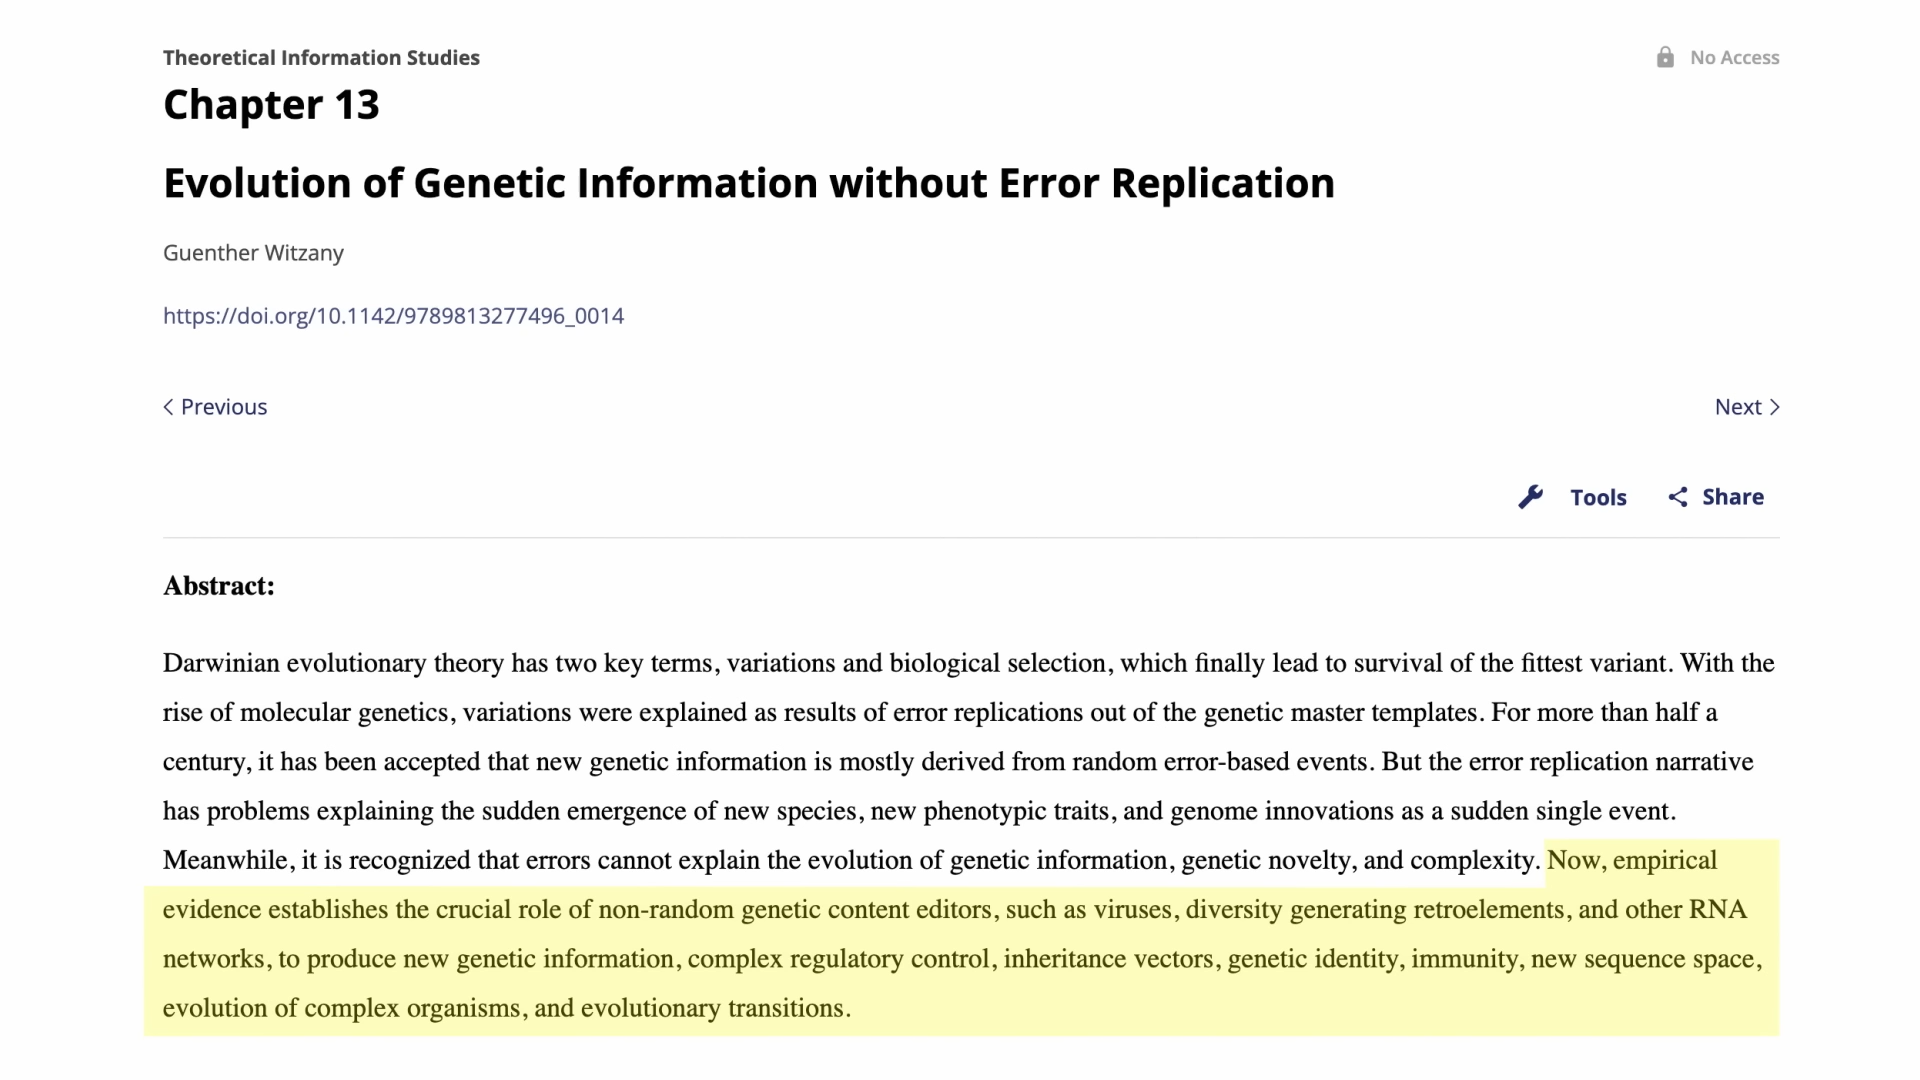 Theoretical Information Studies
No Access
Chapter 13
Evolution of Genetic Information without Error Replication
Guenther Witzany
https://doi.org/10.1142/9789813277496_0014
< Previous
Next >
Tools
Share
Abstract:
Darwinian evolutionary theory has two key terms, variations and biological selection, which finally lead to survival of the fittest variant. With the
rise of molecular genetics, variations were explained as results of error replications out of the genetic master templates. For more than half a
century, it has been accepted that new genetic information is mostly derived from random error-based events. But the error replication narrative
has problems explaining the sudden emergence of new species, new phenotypic traits, and genome innovations as a sudden single event.
Meanwhile, it is recognized that errors cannot explain the evolution of genetic information, genetic novelty, and complexity. Now, empirical
evidence establishes the crucial role of non-random genetic content editors, such as viruses, diversity generating retroelements, and other RNA
networks, to produce new genetic information, complex regulatory control, inheritance vectors, genetic identity, immunity, new sequence space,
evolution of complex organisms, and evolutionary transitions.